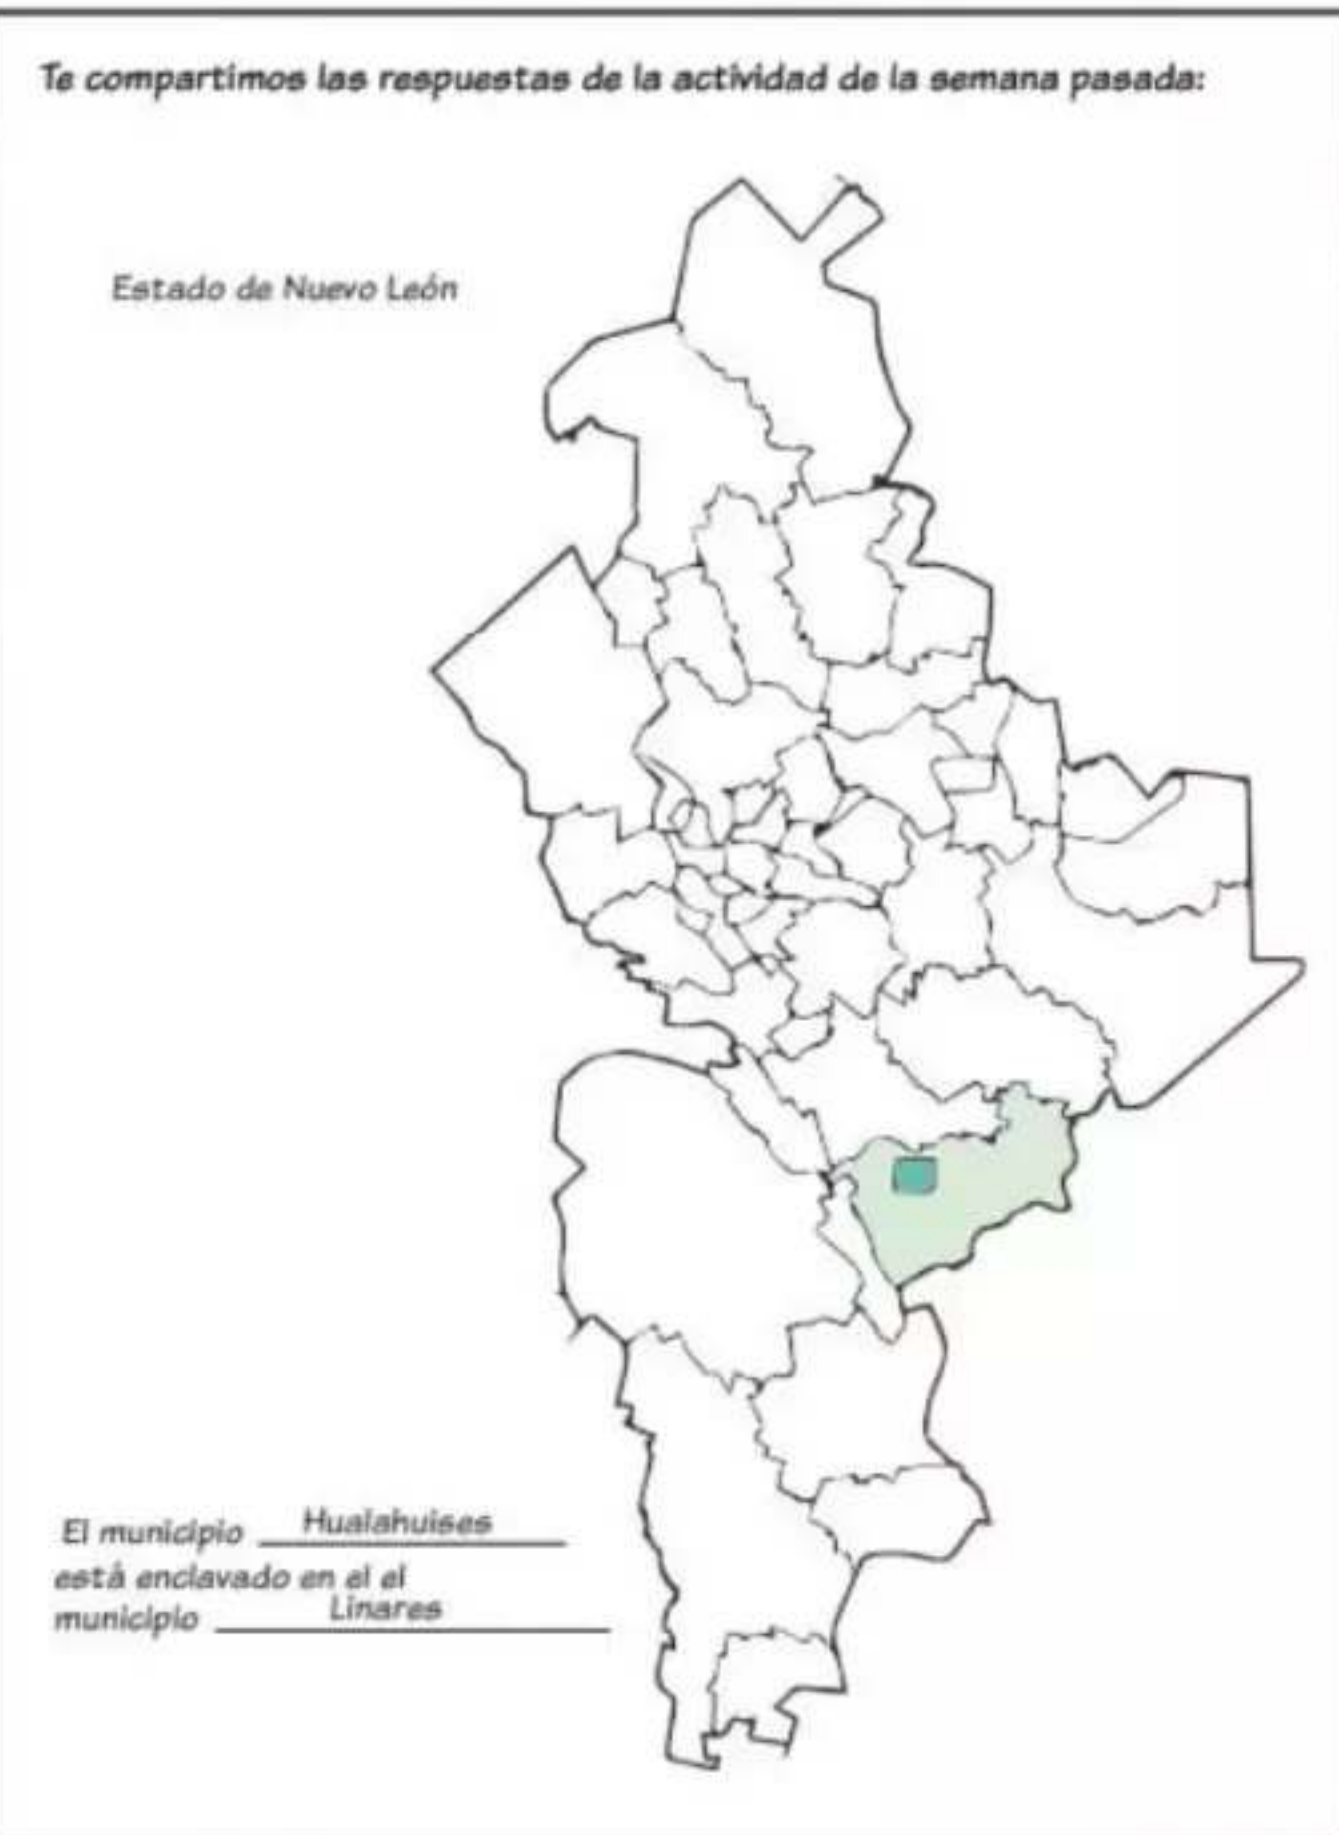 Te compartimos las respuestas de la actividad de la semana pasada:
Estado de Nuevo León
El municipio Hualahuises
está enclavado en el el
municipio Linares